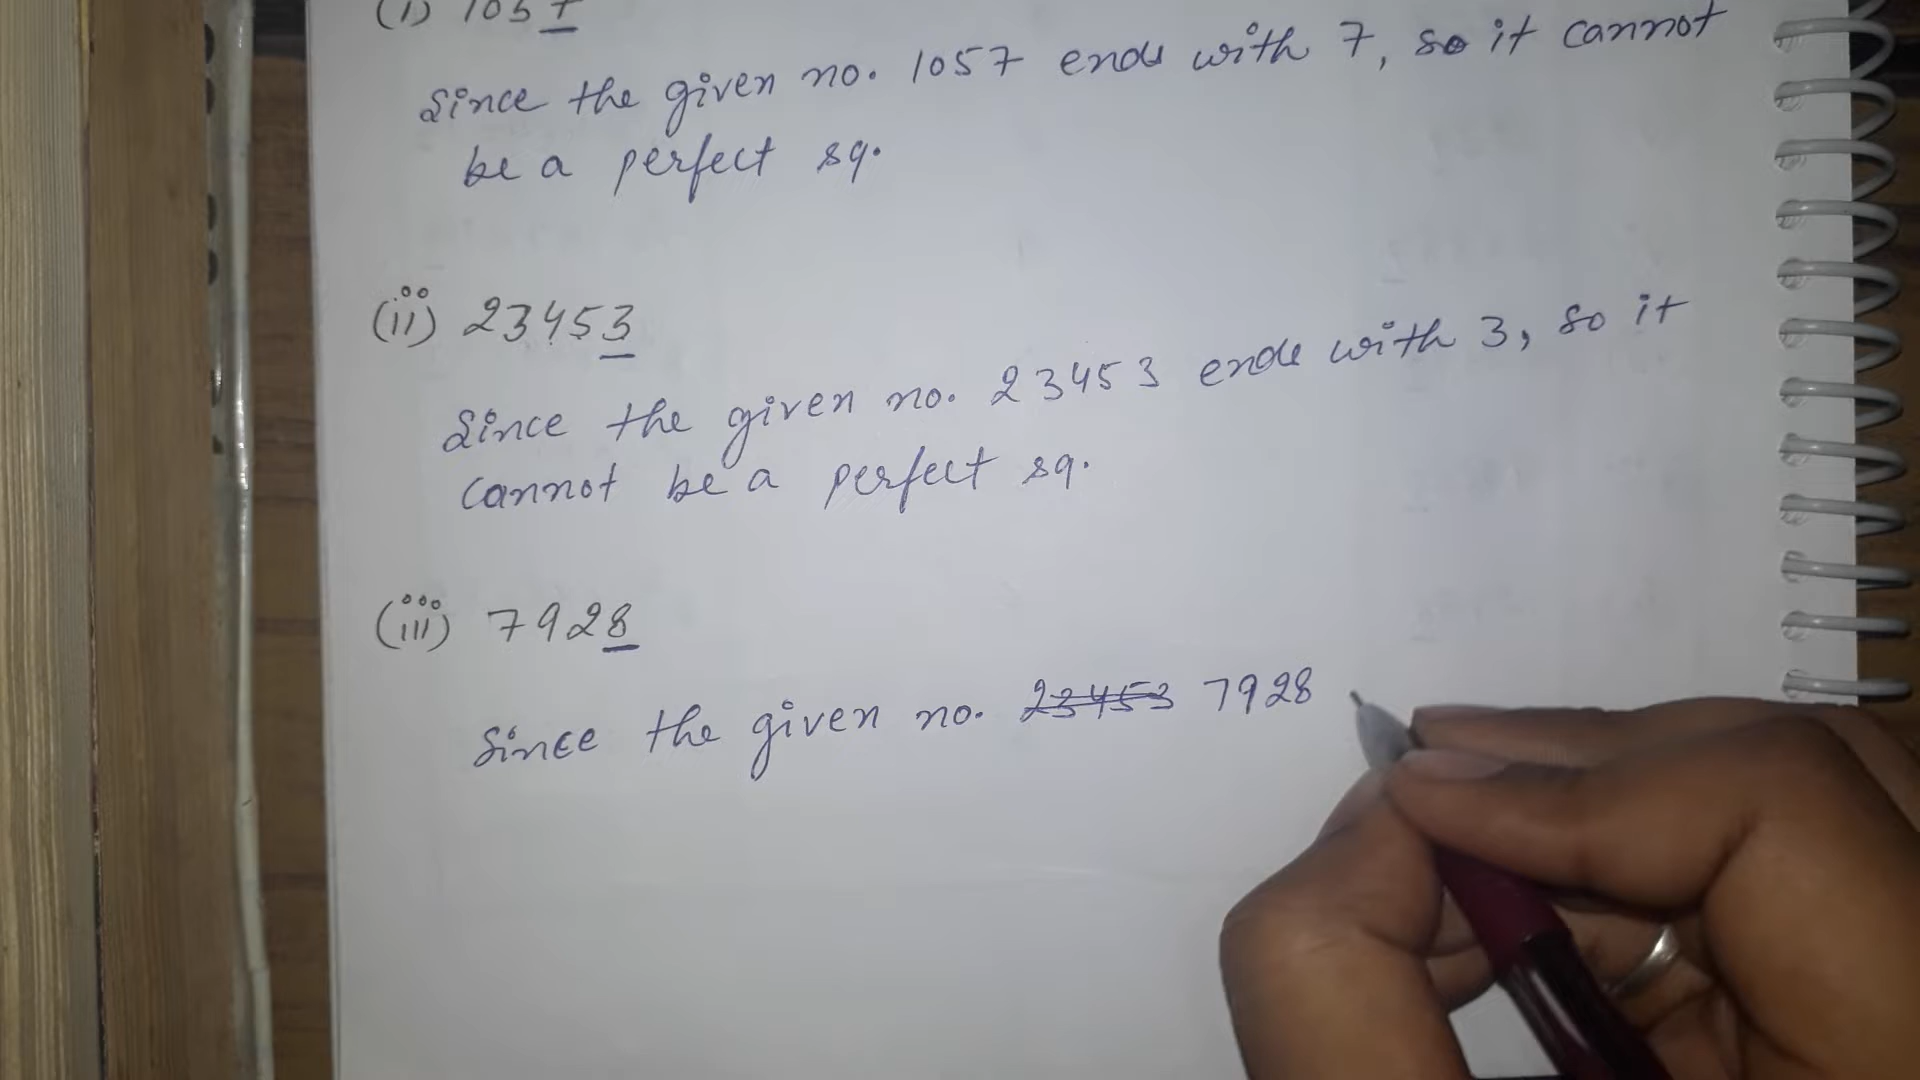 (i) 1057
Since the given no. 1057 ends with 7, so it cannot
be a perfect sq.
(ii) 23453
Since the given no. 23453 ends with 3, so it
cannot be a perfect sq.
(iii) 7928
Since the given no. 23453 7928